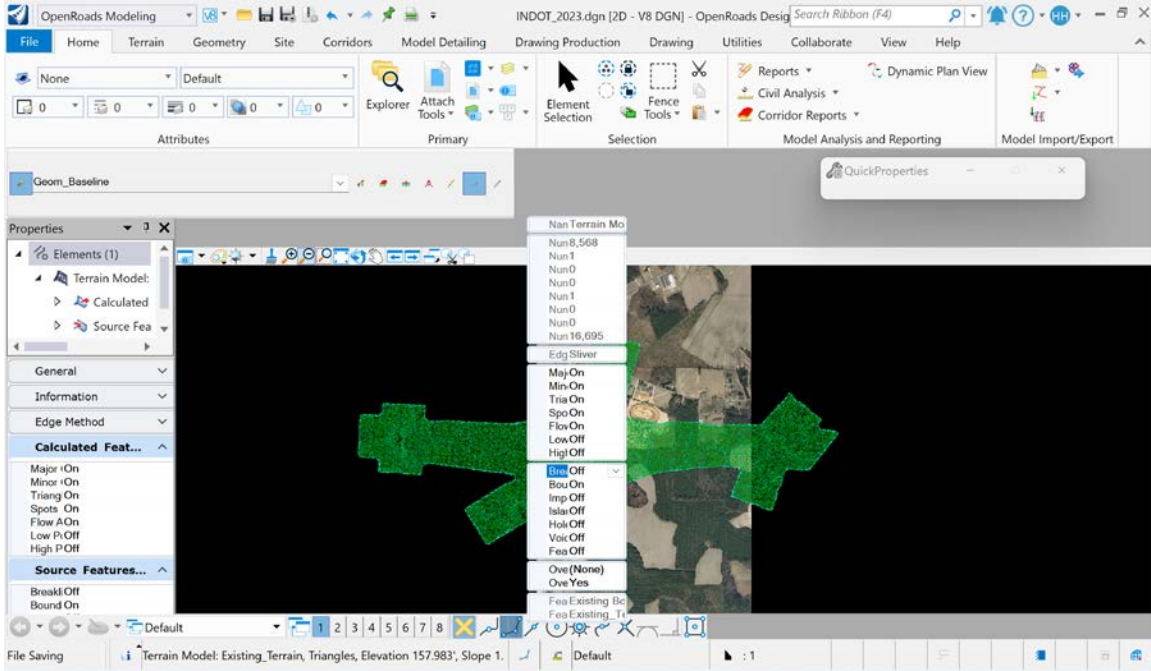 OpenRoads Modeling
INDOT_2023.dgn [2D - V8 DGN] - OpenRoads Desig
Search Ribbon (F4)
HH
File Home Terrain Geometry Site Corridors Model Detailing Drawing Production Drawing Utilities Collaborate View Help
None Default
0 0 0 0 0
Attributes
Explorer
Attach Tools
Primary
Element Selection
Fence Tools
Selection
Reports
Civil Analysis
Corridor Reports
Dynamic Plan View
Model Analysis and Reporting
Model Import/Export
Geom_Baseline
QuickProperties
Properties
Elements (1)
Terrain Model:
Calculated
Source Fea
General
Information
Edge Method
Calculated Feat...
Major On
Minor On
Triang On
Spots On
Flow A On
Low P Off
High P Off
Source Features...
Breakli Off
Bound On
Nan Terrain Mo
Nun 8,568
Nun 1
Nun 0
Nun 0
Nun 1
Nun 0
Nun 0
Nun 16,695
Edg Sliver
Maj On
Min On
Tria On
Spo On
Flov On
Low Off
Higl Off
Bre Off
Bou On
Imp Off
Islar Off
Hole Off
Voic Off
Fea Off
Ove (None)
Ove Yes
Fea Existing Bc
Fea Existing_Te
Default
1 2 3 4 5 6 7 8
File Saving
Terrain Model: Existing_Terrain, Triangles, Elevation 157.983', Slope 1.
Default
: 1